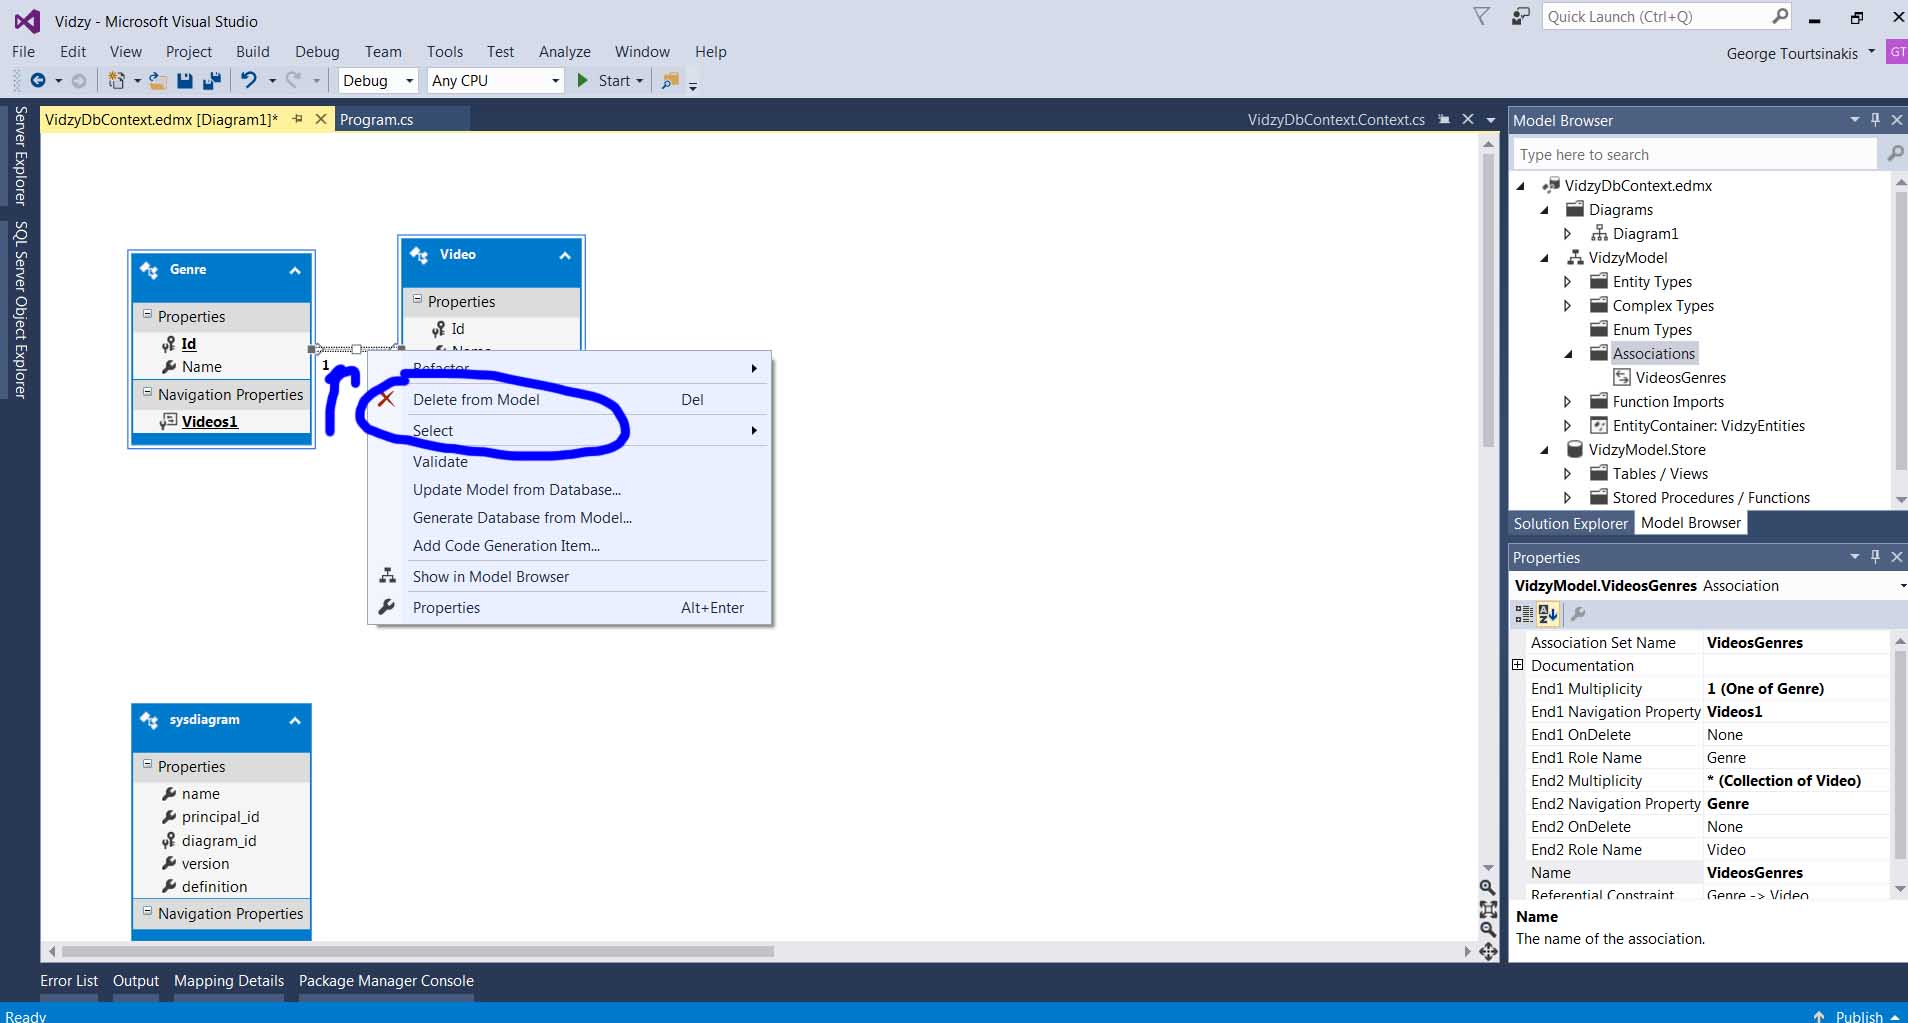 Vidzy - Microsoft Visual Studio
Quick Launch (Ctrl+Q)
File Edit View Project Build Debug Team Tools Test Analyze Window Help
George Tourtsinakis GT
Debug Any CPU Start
Server Explorer
SQL Server Object Explorer
VidzyDbContext.edmx [Diagram1]* Program.cs VidzyDbContext.Context.cs
Genre
Properties
Id
Name
Navigation Properties
Videos1
1
Video
Properties
Id
Name
Refactor
Delete from Model Del
Select
Validate
Update Model from Database...
Generate Database from Model...
Add Code Generation Item...
Show in Model Browser
Properties Alt+Enter
sysdiagram
Properties
name
principal_id
diagram_id
version
definition
Navigation Properties
Model Browser
Type here to search
VidzyDbContext.edmx
Diagrams
Diagram1
VidzyModel
Entity Types
Complex Types
Enum Types
Associations
VideosGenres
Function Imports
EntityContainer: VidzyEntities
VidzyModel.Store
Tables / Views
Stored Procedures / Functions
Solution Explorer Model Browser
Properties
VidzyModel.VideosGenres Association
Association Set Name VideosGenres
Documentation
End1 Multiplicity 1 (One of Genre)
End1 Navigation Property Videos1
End1 OnDelete None
End1 Role Name Genre
End2 Multiplicity * (Collection of Video)
End2 Navigation Property Genre
End2 OnDelete None
End2 Role Name Video
Name VideosGenres
Referential Constraint Genre -> Video
Name
The name of the association.
Error List Output Mapping Details Package Manager Console
Ready
Publish